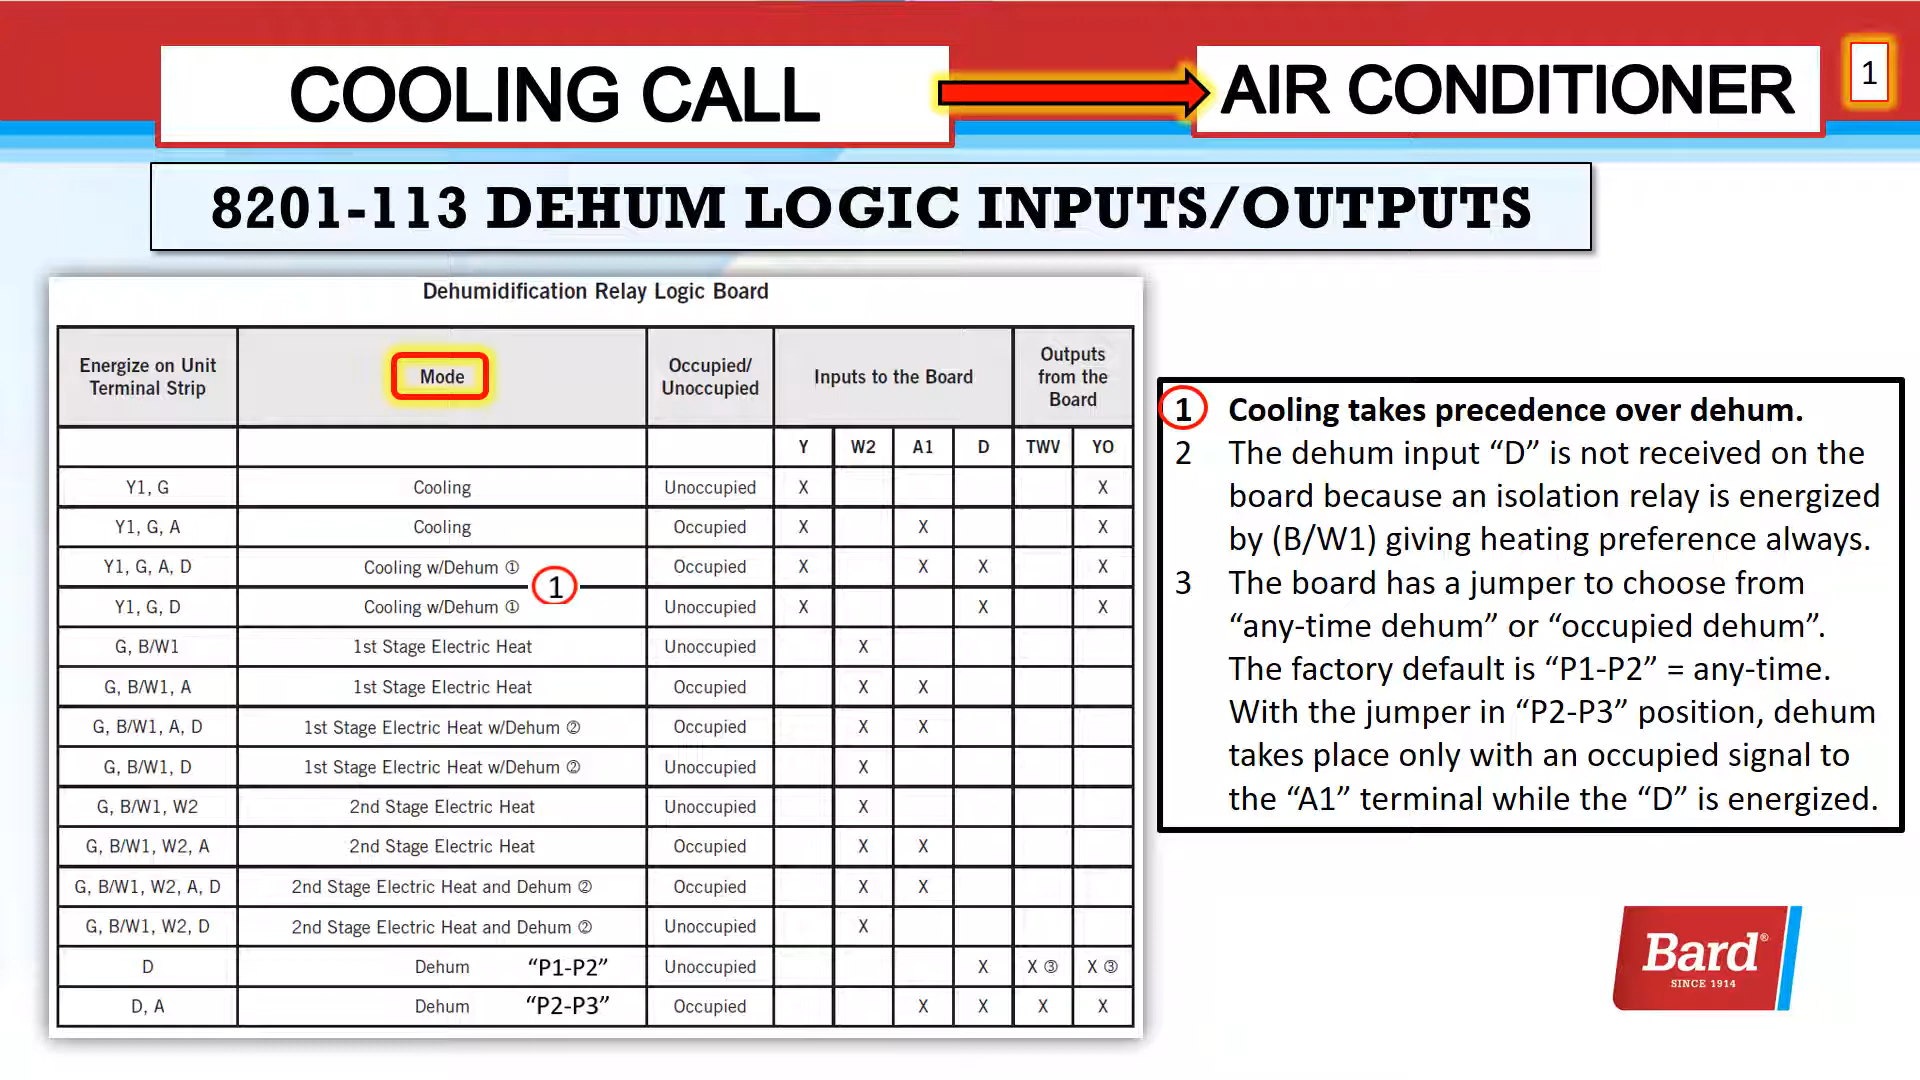 COOLING CALL
AIR CONDITIONER
1
8201-113 DEHUM LOGIC INPUTS/OUTPUTS
Dehumidification Relay Logic Board
Energize on Unit Terminal Strip Mode Occupied/Unoccupied Inputs to the Board Outputs from the Board
Y W2 A1 D TWV YO
Y1, G Cooling Unoccupied X X
Y1, G, A Cooling Occupied X X X
Y1, G, A, D Cooling w/Dehum ① Occupied X X X X
1
Y1, G, D Cooling w/Dehum ① Unoccupied X X X
G, B/W1 1st Stage Electric Heat Unoccupied X
G, B/W1, A 1st Stage Electric Heat Occupied X X
G, B/W1, A, D 1st Stage Electric Heat w/Dehum ② Occupied X X
G, B/W1, D 1st Stage Electric Heat w/Dehum ② Unoccupied X
G, B/W1, W2 2nd Stage Electric Heat Unoccupied X
G, B/W1, W2, A 2nd Stage Electric Heat Occupied X X
G, B/W1, W2, A, D 2nd Stage Electric Heat and Dehum ② Occupied X X
G, B/W1, W2, D 2nd Stage Electric Heat and Dehum ② Unoccupied X
D Dehum “P1-P2” Unoccupied X X ③ X ③
D, A Dehum “P2-P3” Occupied X X X X
1 Cooling takes precedence over dehum.
2 The dehum input “D” is not received on the
board because an isolation relay is energized
by (B/W1) giving heating preference always.
3 The board has a jumper to choose from
“any-time dehum” or “occupied dehum”.
The factory default is “P1-P2” = any-time.
With the jumper in “P2-P3” position, dehum
takes place only with an occupied signal to
the “A1” terminal while the “D” is energized.
Bard®
SINCE 1914